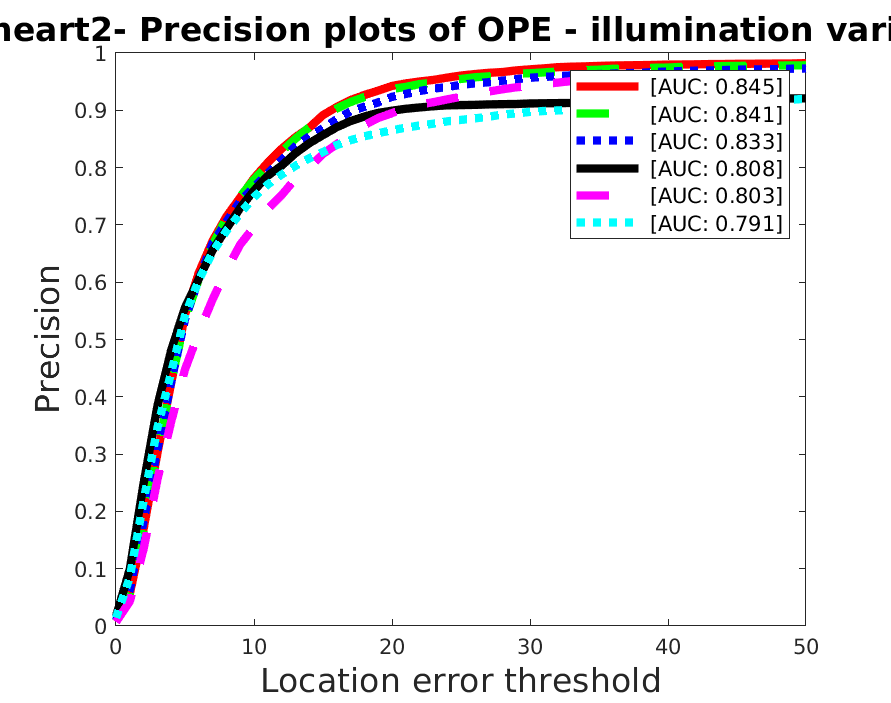 heart2- Precision plots of OPE - illumination vari
1
0.9
0.8
0.7
0.6
0.5
0.4
0.3
0.2
0.1
0
Precision
[AUC: 0.845]
[AUC: 0.841]
[AUC: 0.833]
[AUC: 0.808]
[AUC: 0.803]
[AUC: 0.791]
0 10 20 30 40 50
Location error threshold